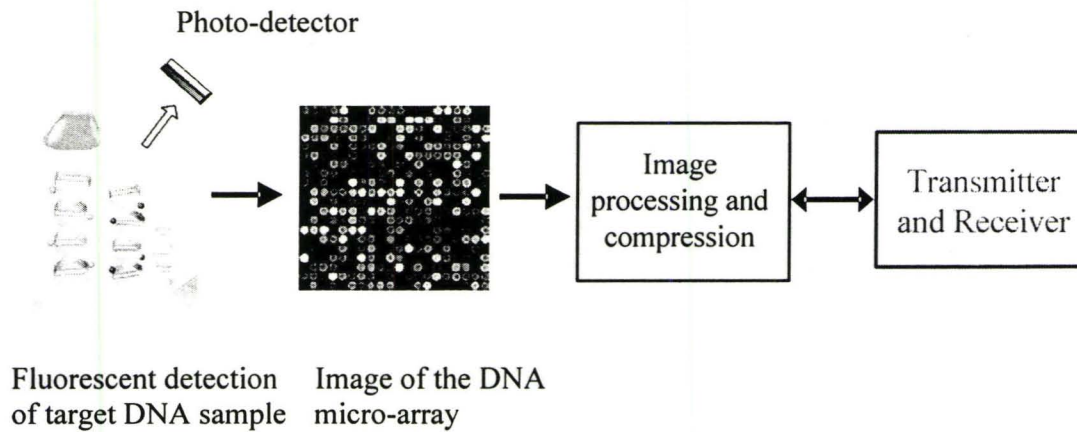 Photo-detector
Image
processing and
compression
Transmitter
and Receiver
Fluorescent detection
of target DNA sample
Image of the DNA
micro-array